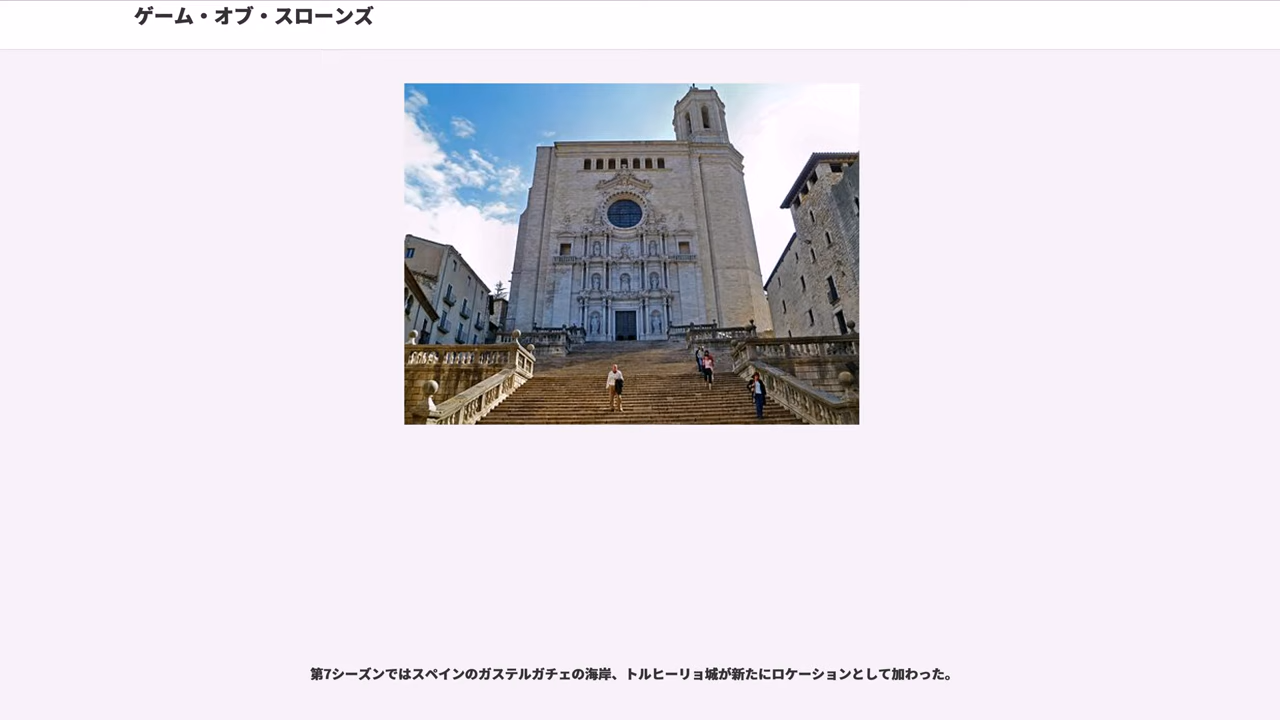 ゲーム・オブ・スローンズ
第7シーズンではスペインのガステルガチェの海岸、トルヒーリョ城が新たにロケーションとして加わった。